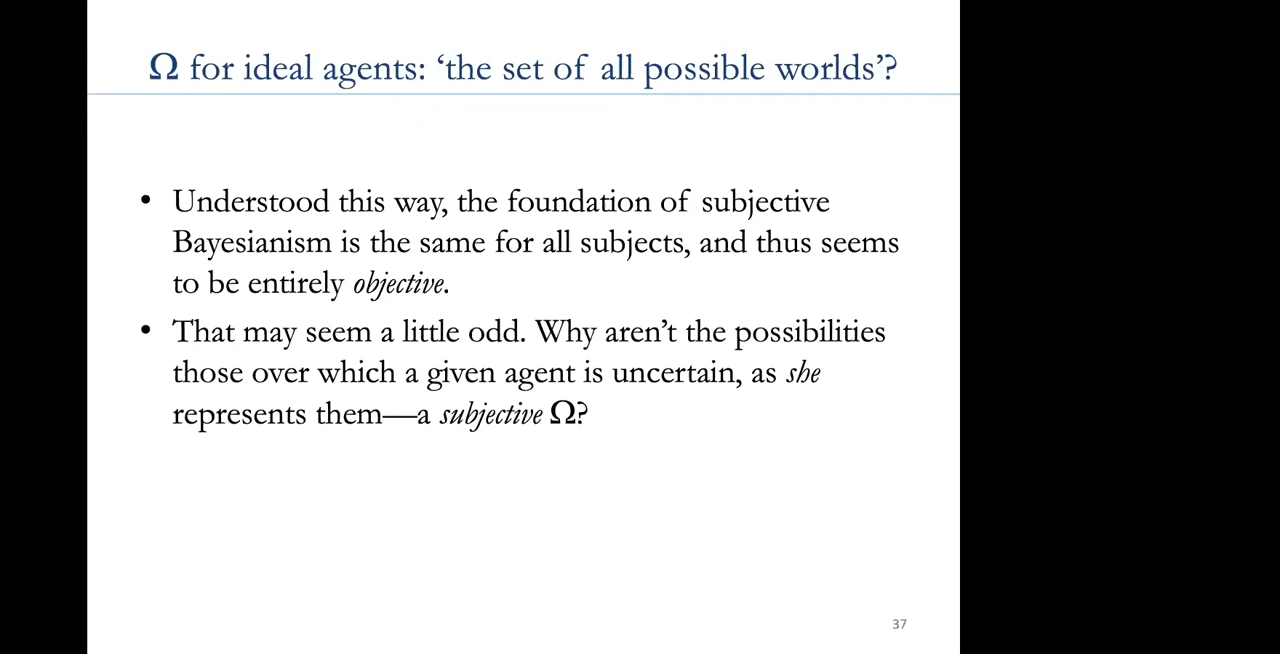 Ω for ideal agents: ‘the set of all possible worlds’?
• Understood this way, the foundation of subjective
Bayesianism is the same for all subjects, and thus seems
to be entirely objective.
• That may seem a little odd. Why aren’t the possibilities
those over which a given agent is uncertain, as she
represents them—a subjective Ω?
37